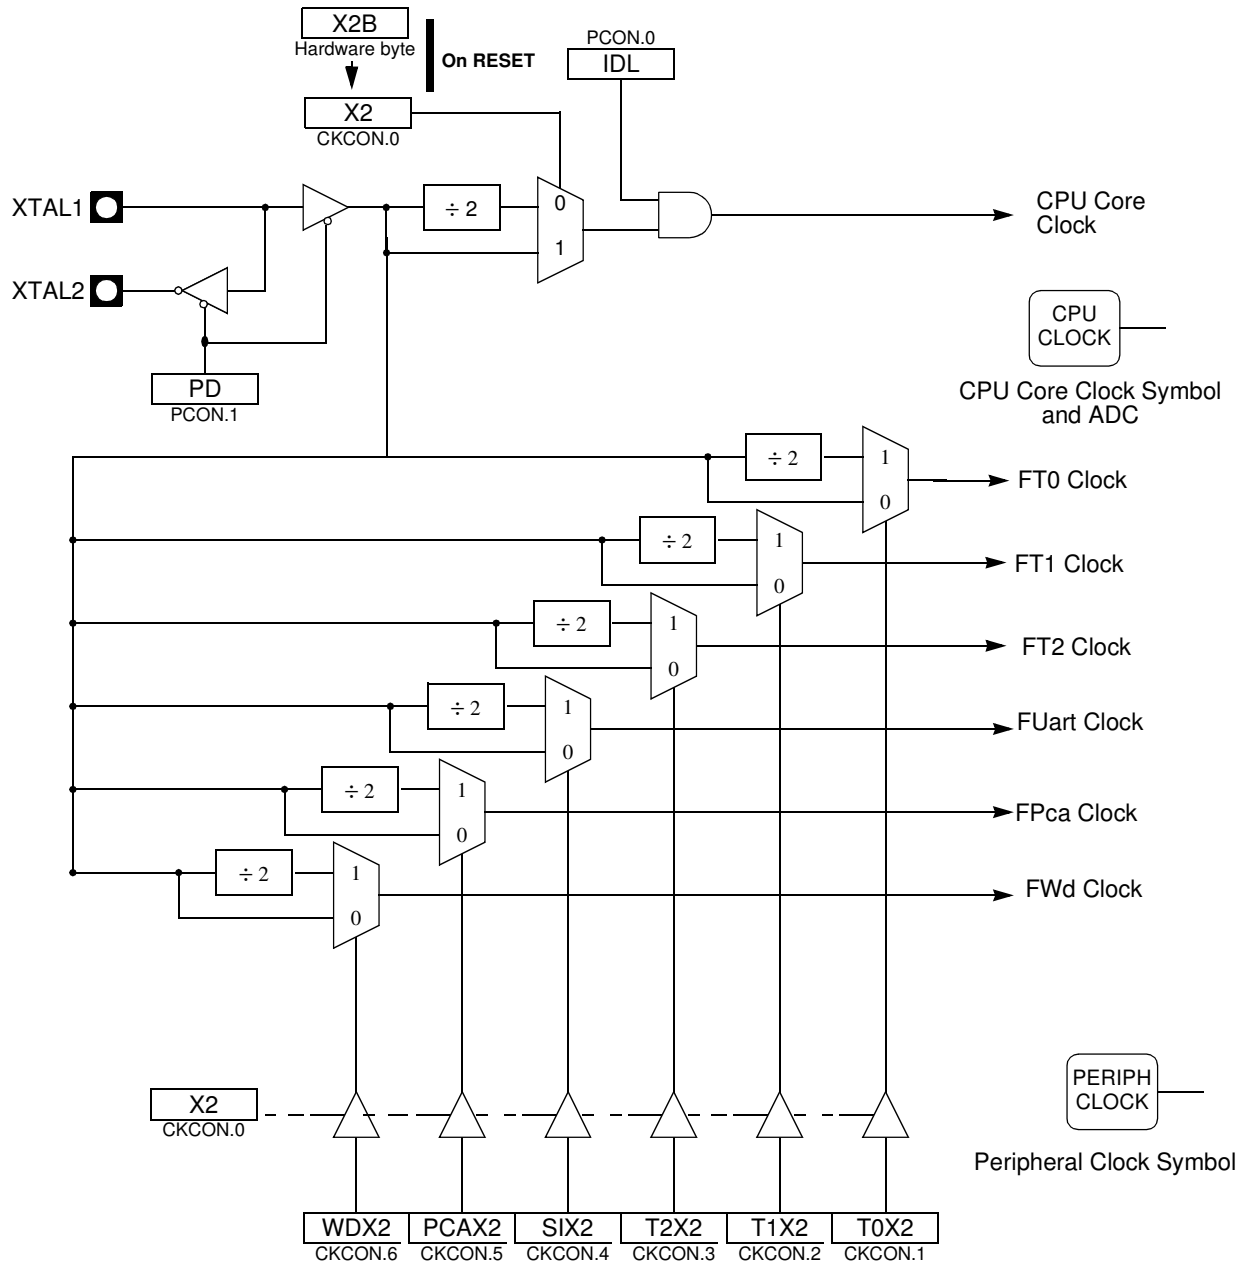 X2B
Hardware byte
On RESET
X2
CKCON.0
PCON.0
IDL
XTAL1
÷ 2
0
1
CPU Core
Clock
XTAL2
PD
PCON.1
CPU
CLOCK
CPU Core Clock Symbol
and ADC
÷ 2
1
0
FT0 Clock
÷ 2
1
0
FT1 Clock
÷ 2
1
0
FT2 Clock
÷ 2
1
0
FUart Clock
÷ 2
1
0
FPca Clock
÷ 2
1
0
FWd Clock
X2
CKCON.0
PERIPH
CLOCK
Peripheral Clock Symbol
WDX2 PCAX2 SIX2 T2X2 T1X2 T0X2
CKCON.6 CKCON.5 CKCON.4 CKCON.3 CKCON.2 CKCON.1